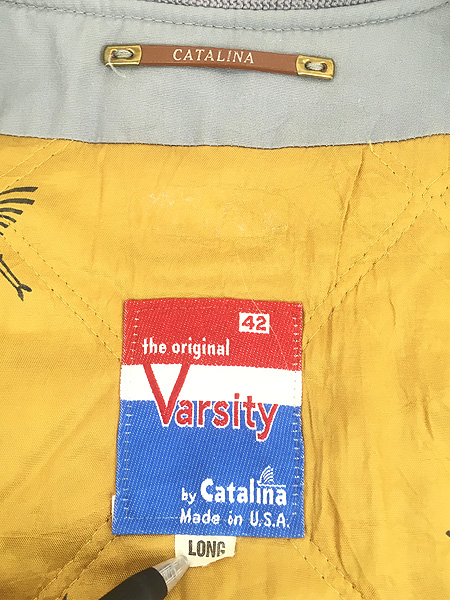 CATALINA
42
the original
Varsity
by Catalina
Made in U.S.A.
LONG